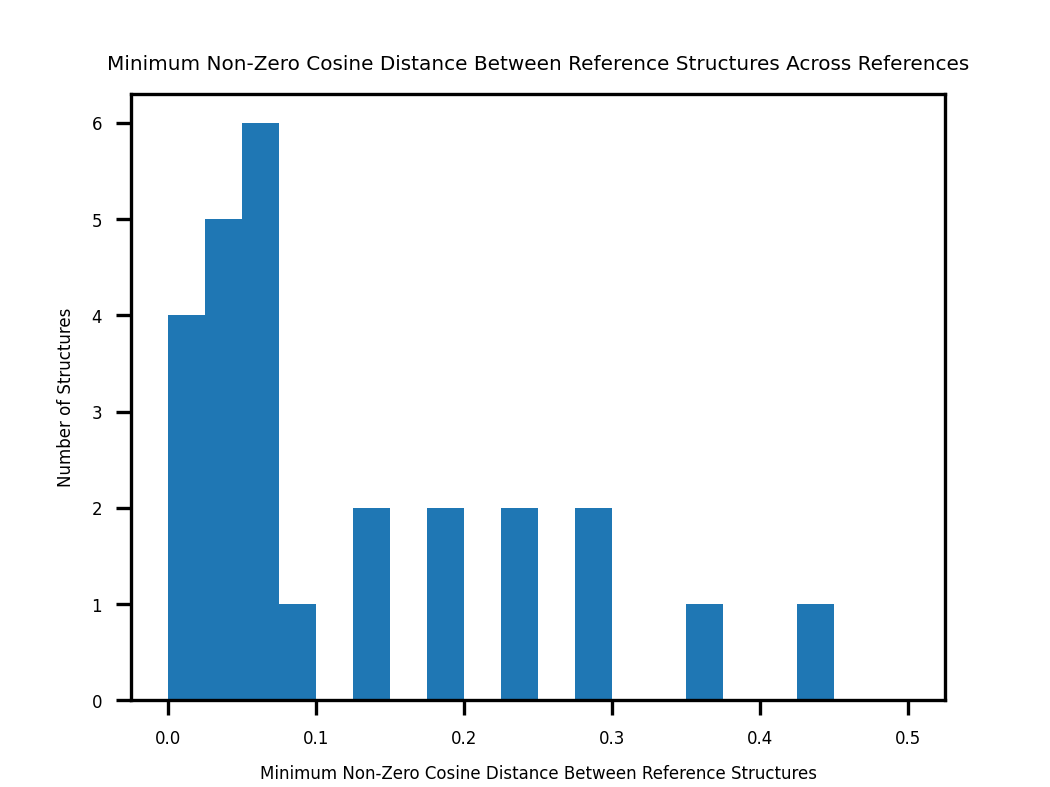 Minimum Non-Zero Cosine Distance Between Reference Structures Across References
6
5
4
3
2
1
0
Number of Structures
0.0 0.1 0.2 0.3 0.4 0.5
Minimum Non-Zero Cosine Distance Between Reference Structures